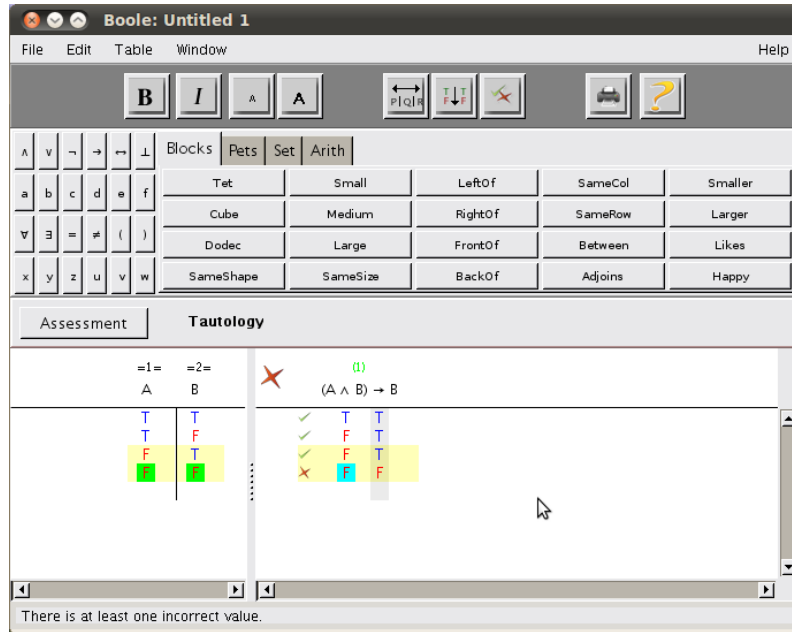 Boole: Untitled 1
File Edit Table Window Help
B I A A P|Q|R T↓T F↓F
∧ ∨ ¬ → ↔ ⊥ Blocks Pets Set Arith
a b c d e f Tet Small LeftOf SameCol Smaller
Cube Medium RightOf SameRow Larger
∀ ∃ = ≠ ( ) Dodec Large FrontOf Between Likes
x y z u v w SameShape SameSize BackOf Adjoins Happy
Assessment Tautology
=1= =2= (1)
A B (A ∧ B) → B
T T T T
T F F T
F T F T
F F F F
There is at least one incorrect value.